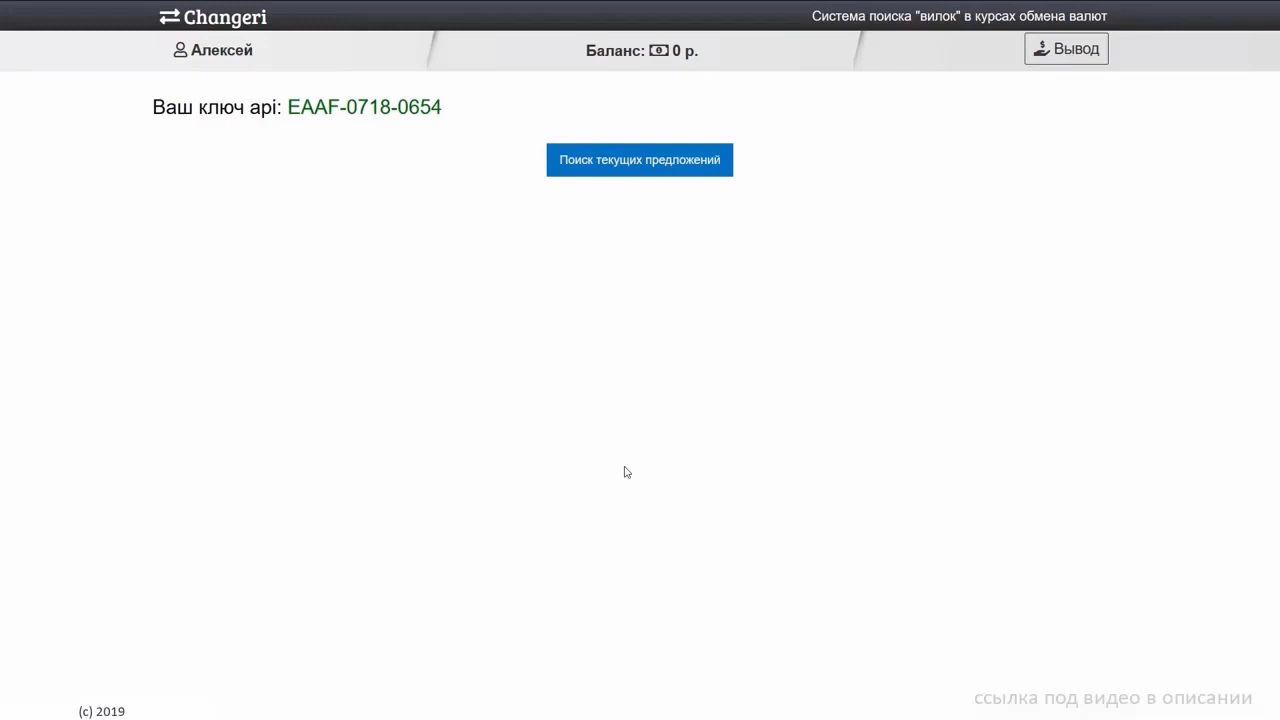 Changeri
Система поиска "вилок" в курсах обмена валют
Алексей
Баланс: 0 р.
Вывод
Ваш ключ api: EAAF-0718-0654
Поиск текущих предложений
ссылка под видео в описании
(c) 2019